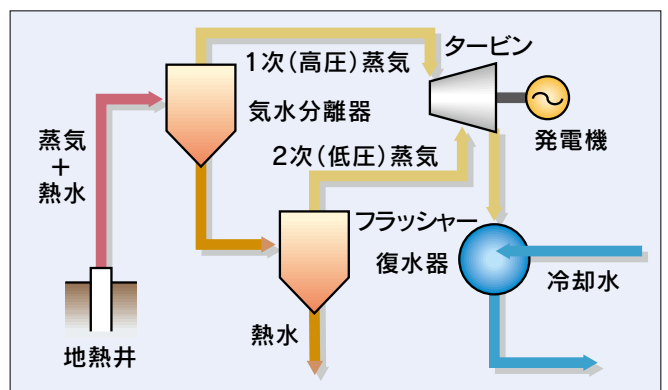 1次(高圧)蒸気
タービン
気水分離器
発電機
蒸気
+
熱水
2次(低圧)蒸気
フラッシャー
復水器
冷却水
熱水
地熱井